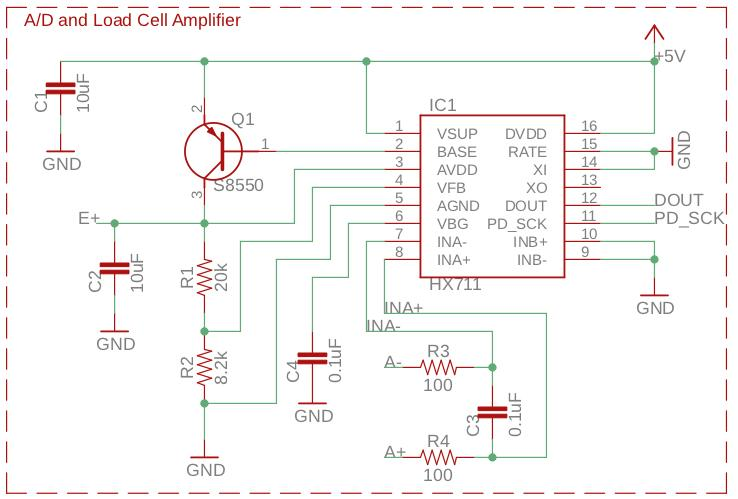 A/D and Load Cell Amplifier
+5V
C1
10uF
GND
2
Q1
1
S8550
3
IC1
1 VSUP DVDD 16
2 BASE RATE 15
3 AVDD XI 14
4 VFB XO 13
5 AGND DOUT 12
6 VBG PD_SCK 11
7 INA- INB+ 10
8 INA+ INB- 9
HX711
GND
DOUT
PD_SCK
GND
E+
C2
10uF
GND
R1
20k
R2
8.2k
GND
C4
0.1uF
GND
INA+
INA-
A-
R3
100
C3
0.1uF
A+
R4
100